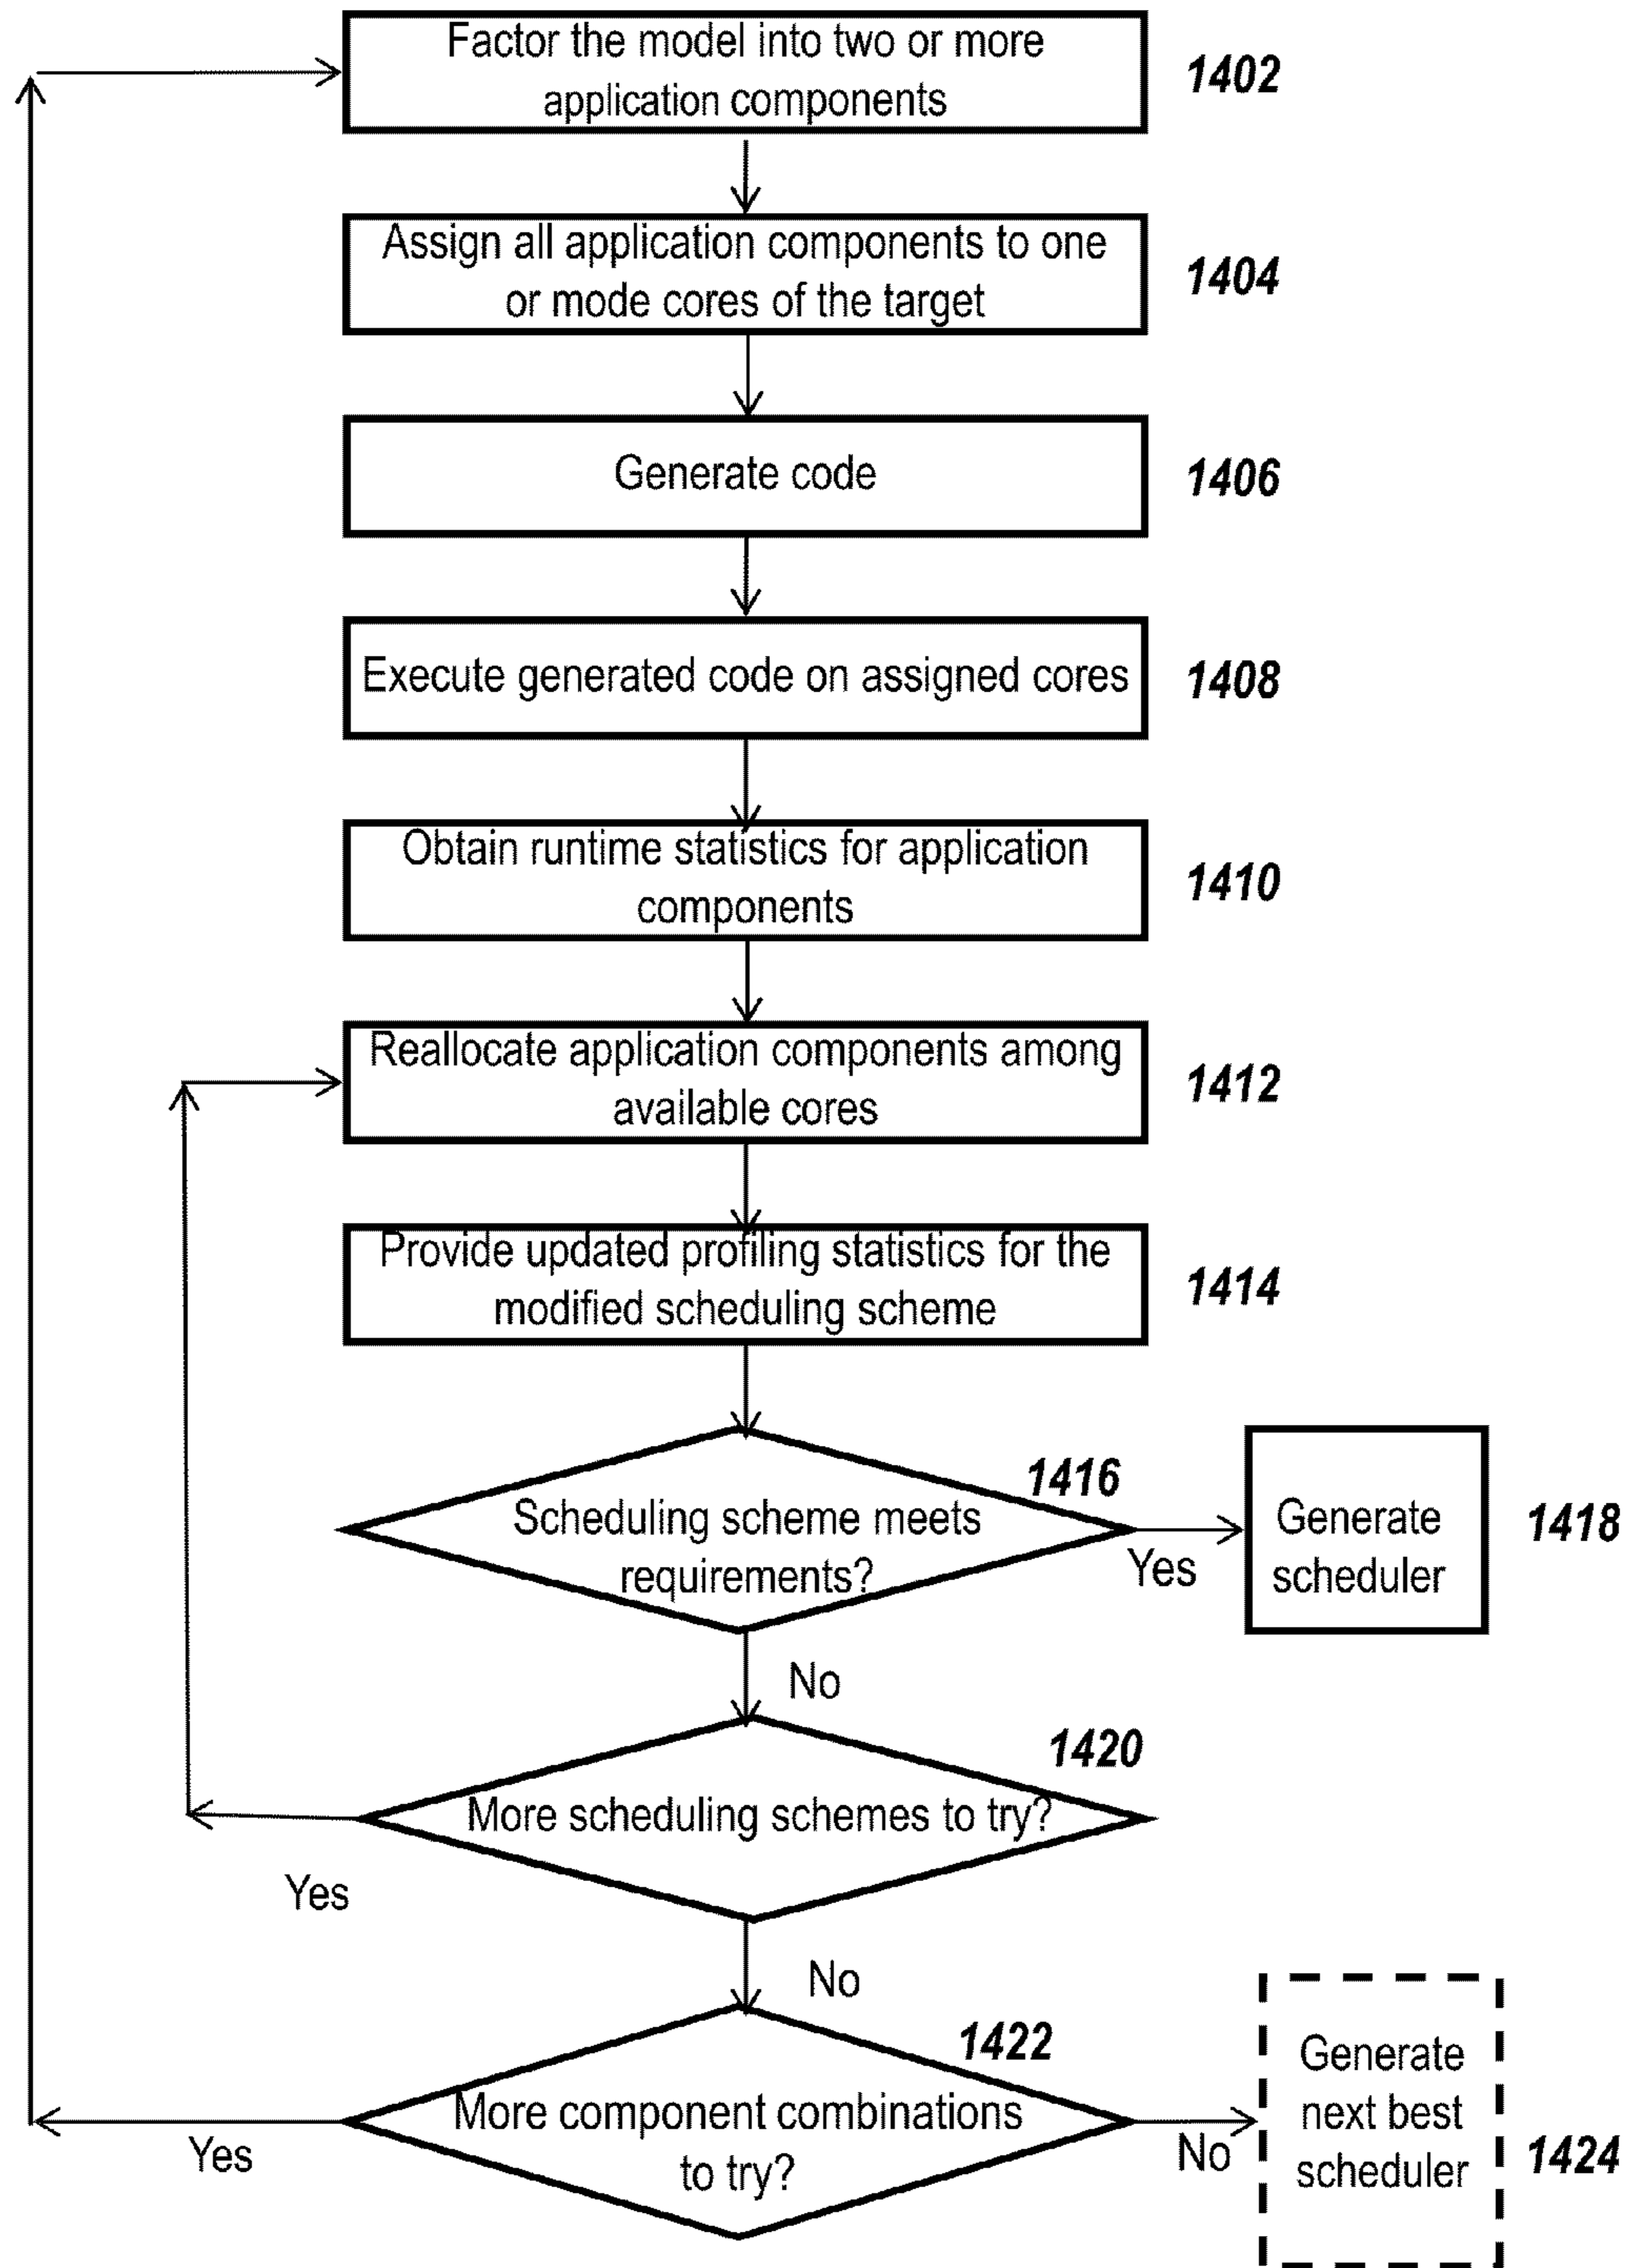 Factor the model into two or more
application components
1402
Assign all application components to one
or mode cores of the target
1404
Generate code
1406
Execute generated code on assigned cores
1408
Obtain runtime statistics for application
components
1410
Reallocate application components among
available cores
1412
Provide updated profiling statistics for the
modified scheduling scheme
1414
1416
Scheduling scheme meets
requirements?
Yes
Generate
scheduler
1418
No
1420
More scheduling schemes to try?
Yes
No
1422
More component combinations
to try?
Yes
No
Generate
next best
scheduler
1424